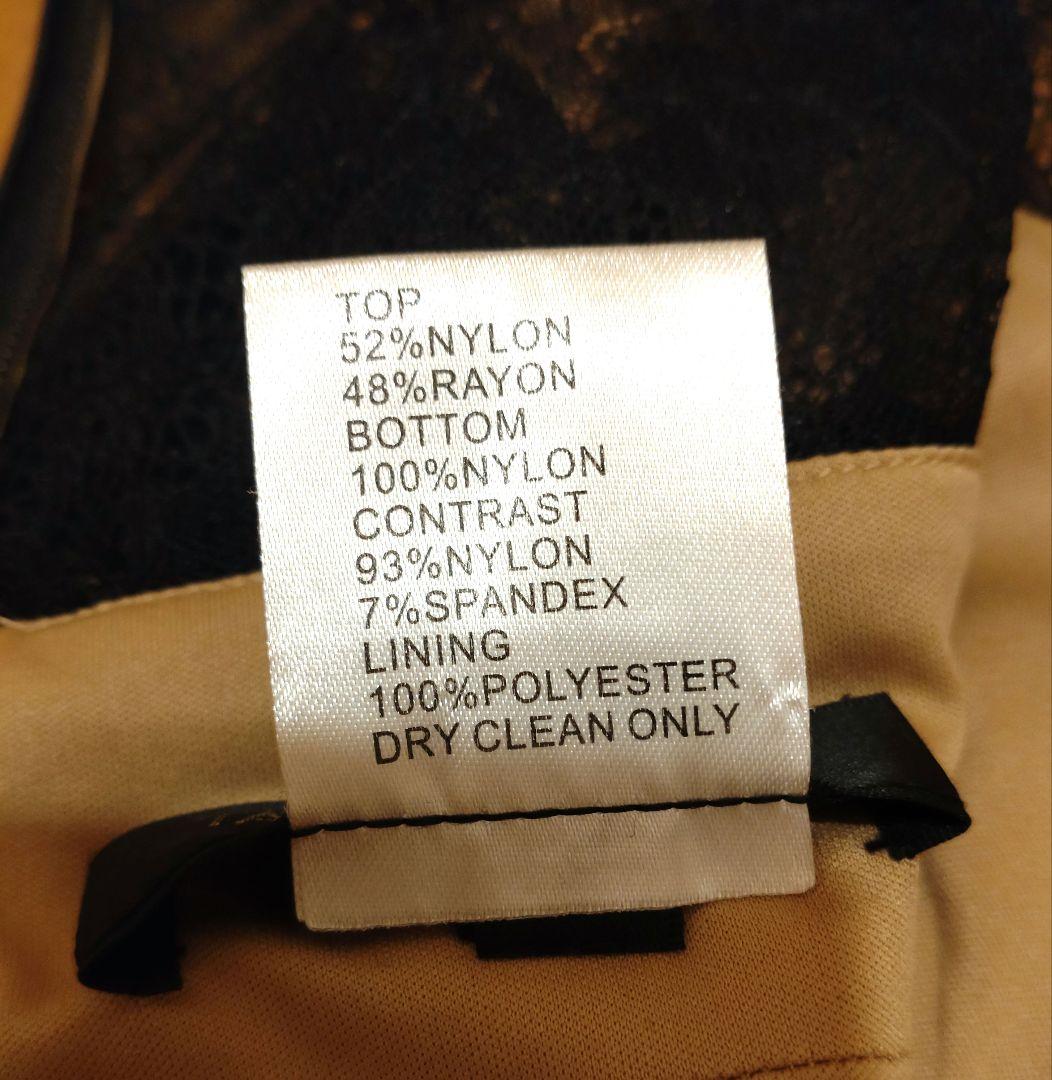 TOP
52%NYLON
48%RAYON
BOTTOM
100%NYLON
CONTRAST
93%NYLON
7%SPANDEX
LINING
100%POLYESTER
DRY CLEAN ONLY